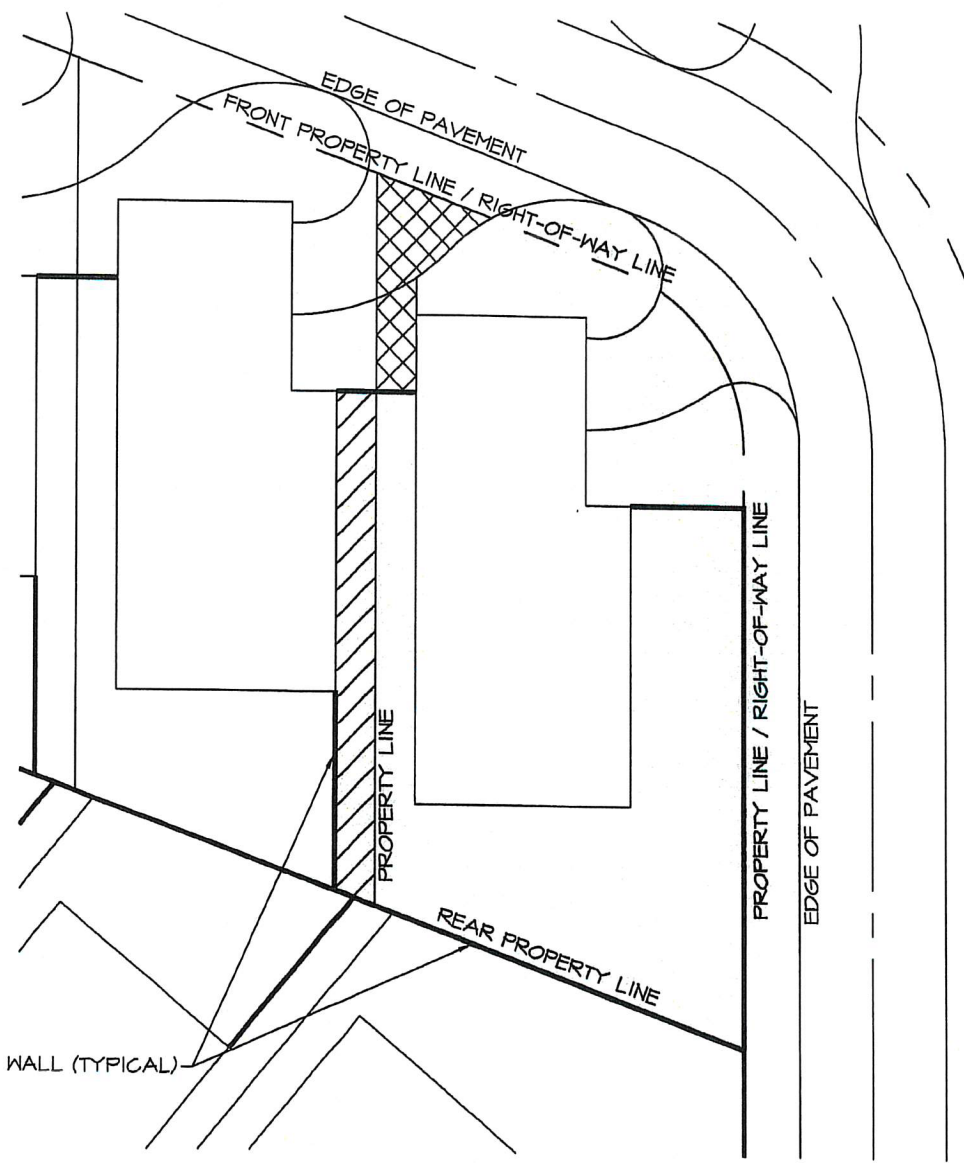 EDGE OF PAVEMENT
FRONT PROPERTY LINE / RIGHT-OF-WAY LINE
PROPERTY LINE / RIGHT-OF-WAY LINE
EDGE OF PAVEMENT
PROPERTY LINE
REAR PROPERTY LINE
WALL (TYPICAL)